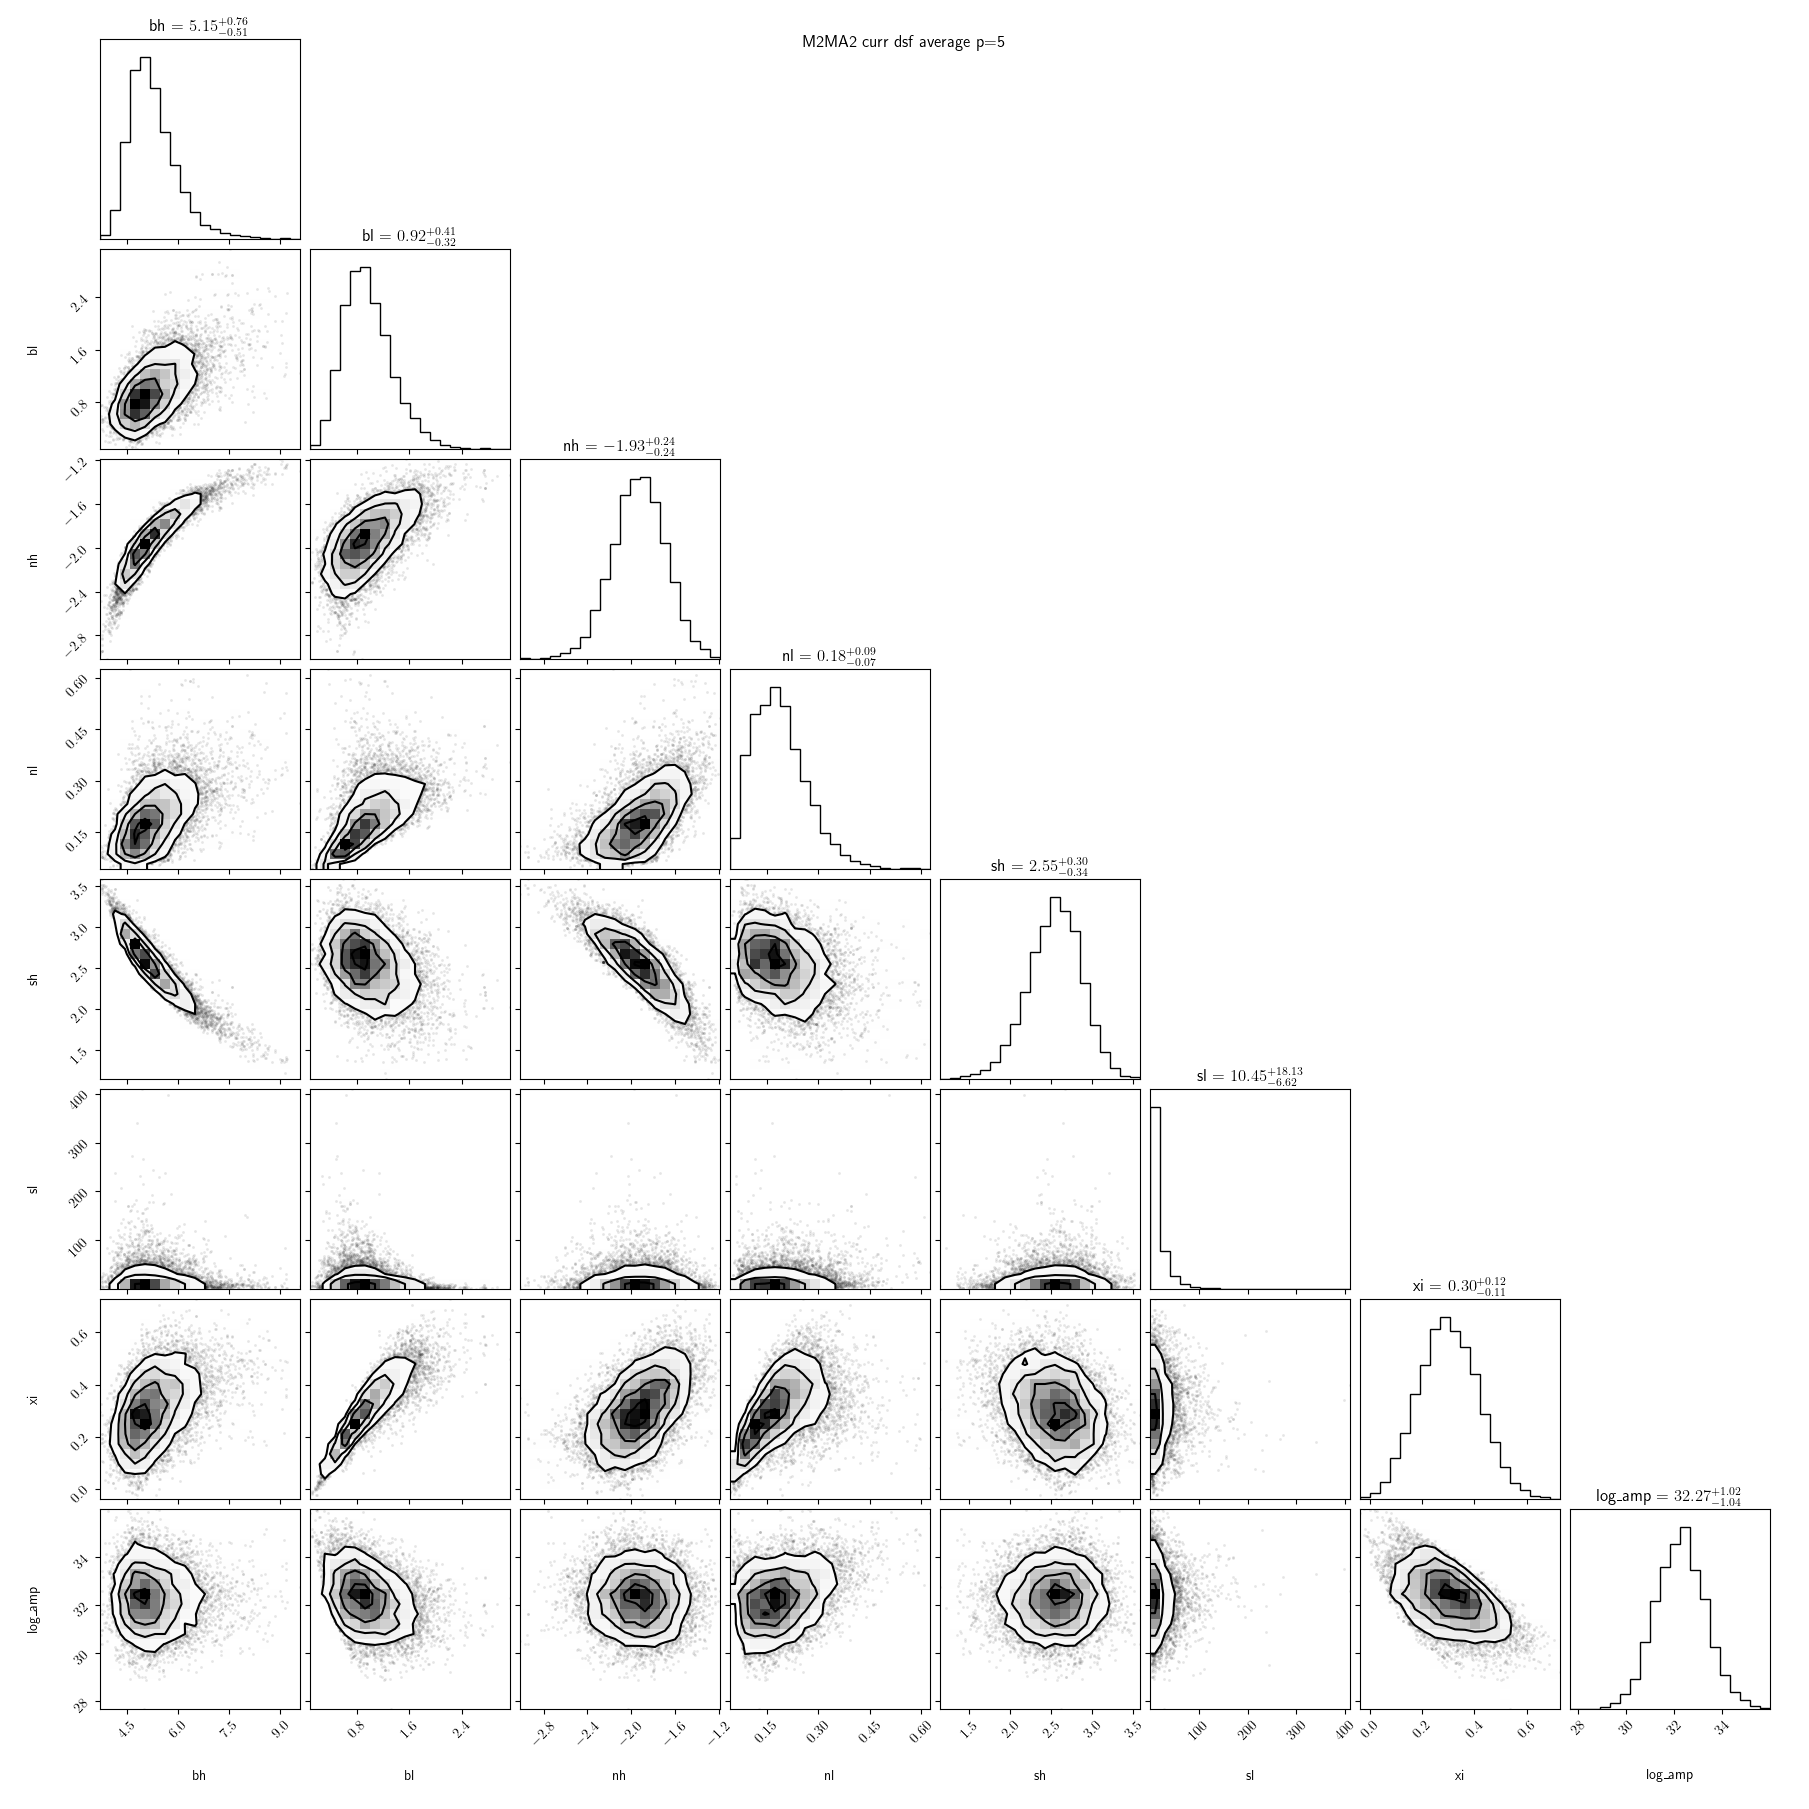 bh = 5.15^{+0.76}_{-0.51}
M2MA2 curr dsf average p=5
bl = 0.92^{+0.41}_{-0.32}
2.4
1.6
0.8
bl
nh = −1.93^{+0.24}_{-0.24}
−1.2
−1.6
−2.0
−2.4
−2.8
nh
nl = 0.18^{+0.09}_{-0.07}
0.60
0.45
0.30
0.15
nl
sh = 2.55^{+0.30}_{-0.34}
3.5
3.0
2.5
2.0
1.5
sh
sl = 10.45^{+18.13}_{-6.62}
400
300
200
100
sl
xi = 0.30^{+0.12}_{-0.11}
0.6
0.4
0.2
0.0
xi
log_amp = 32.27^{+1.02}_{-1.04}
34
32
30
28
log_amp
4.5 6.0 7.5 9.0
0.8 1.6 2.4
−2.8 −2.4 −2.0 −1.6 −1.2
0.15 0.30 0.45 0.60
1.5 2.0 2.5 3.0 3.5
100 200 300 400
0.0 0.2 0.4 0.6
28 30 32 34
bh bl nh nl sh sl xi log_amp